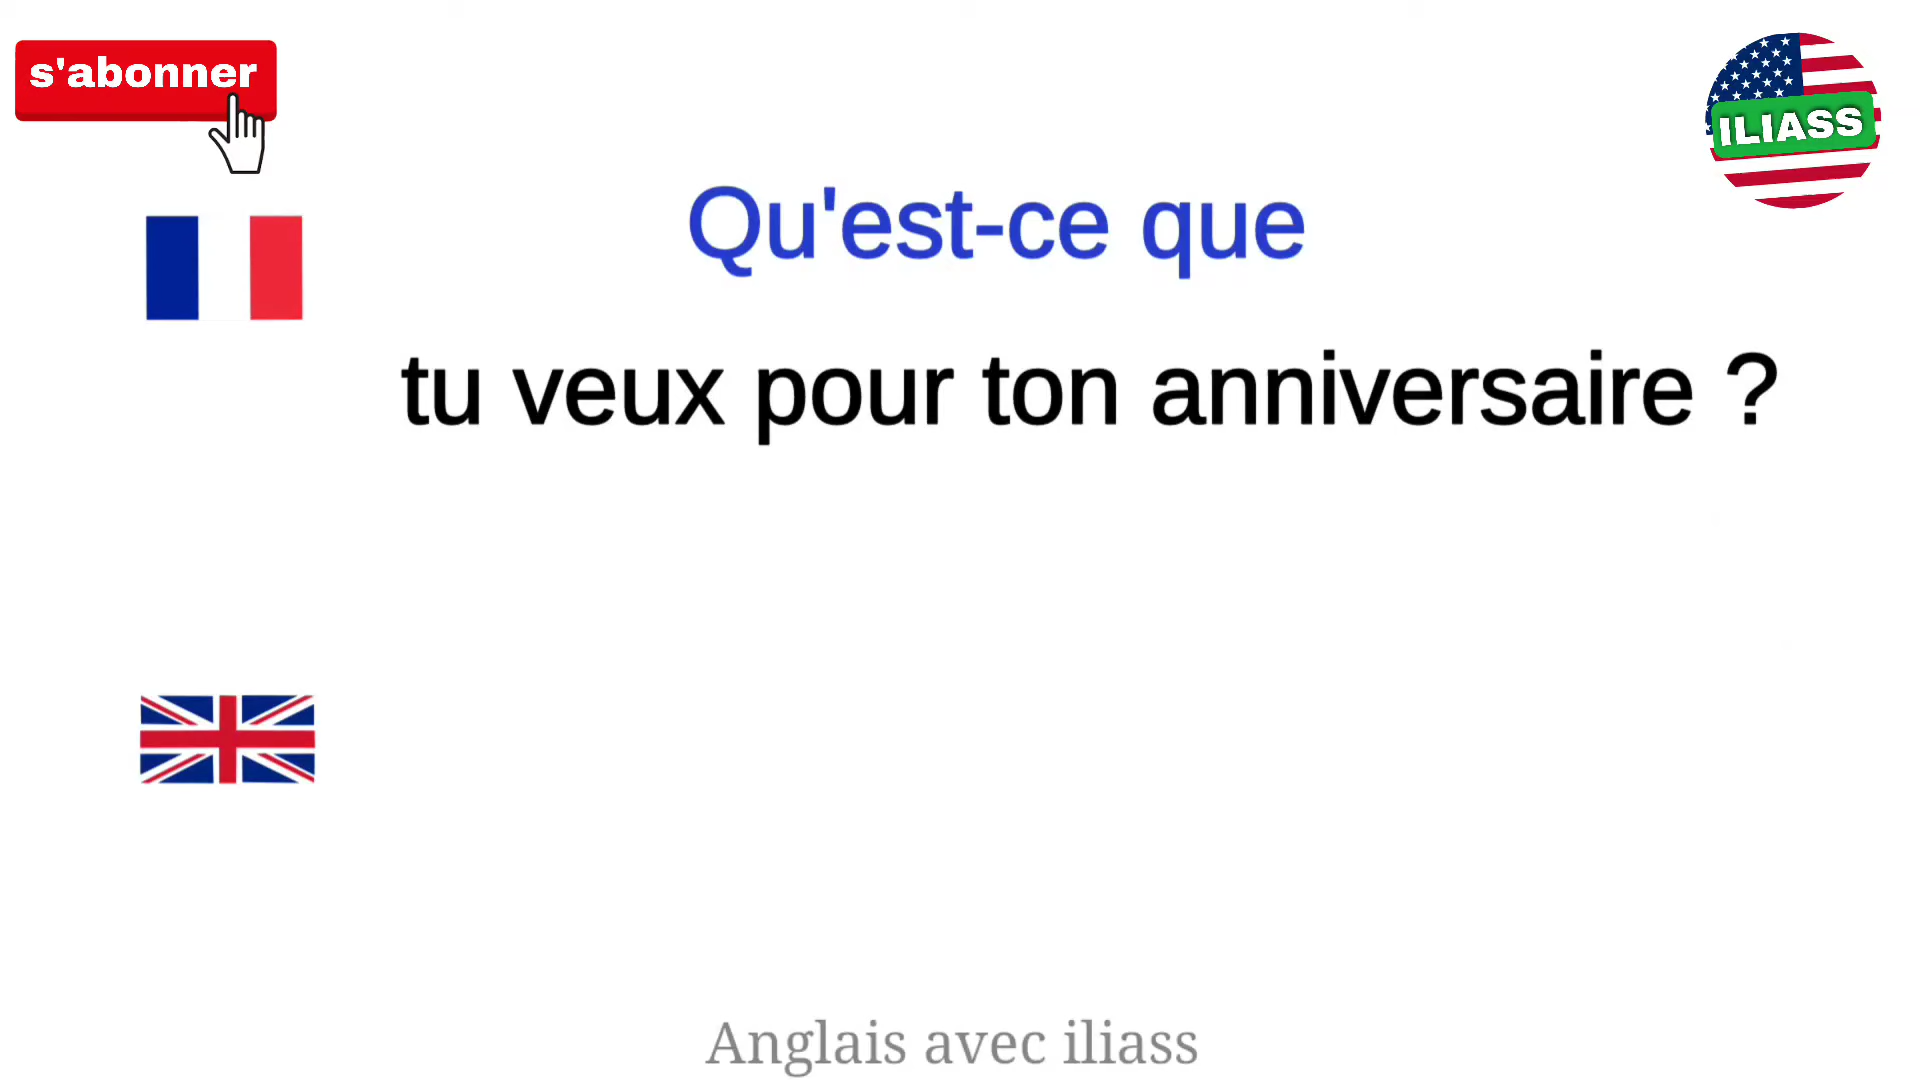 s'abonner
ILIASS
Qu'est-ce que
tu veux pour ton anniversaire ?
Anglais avec iliass